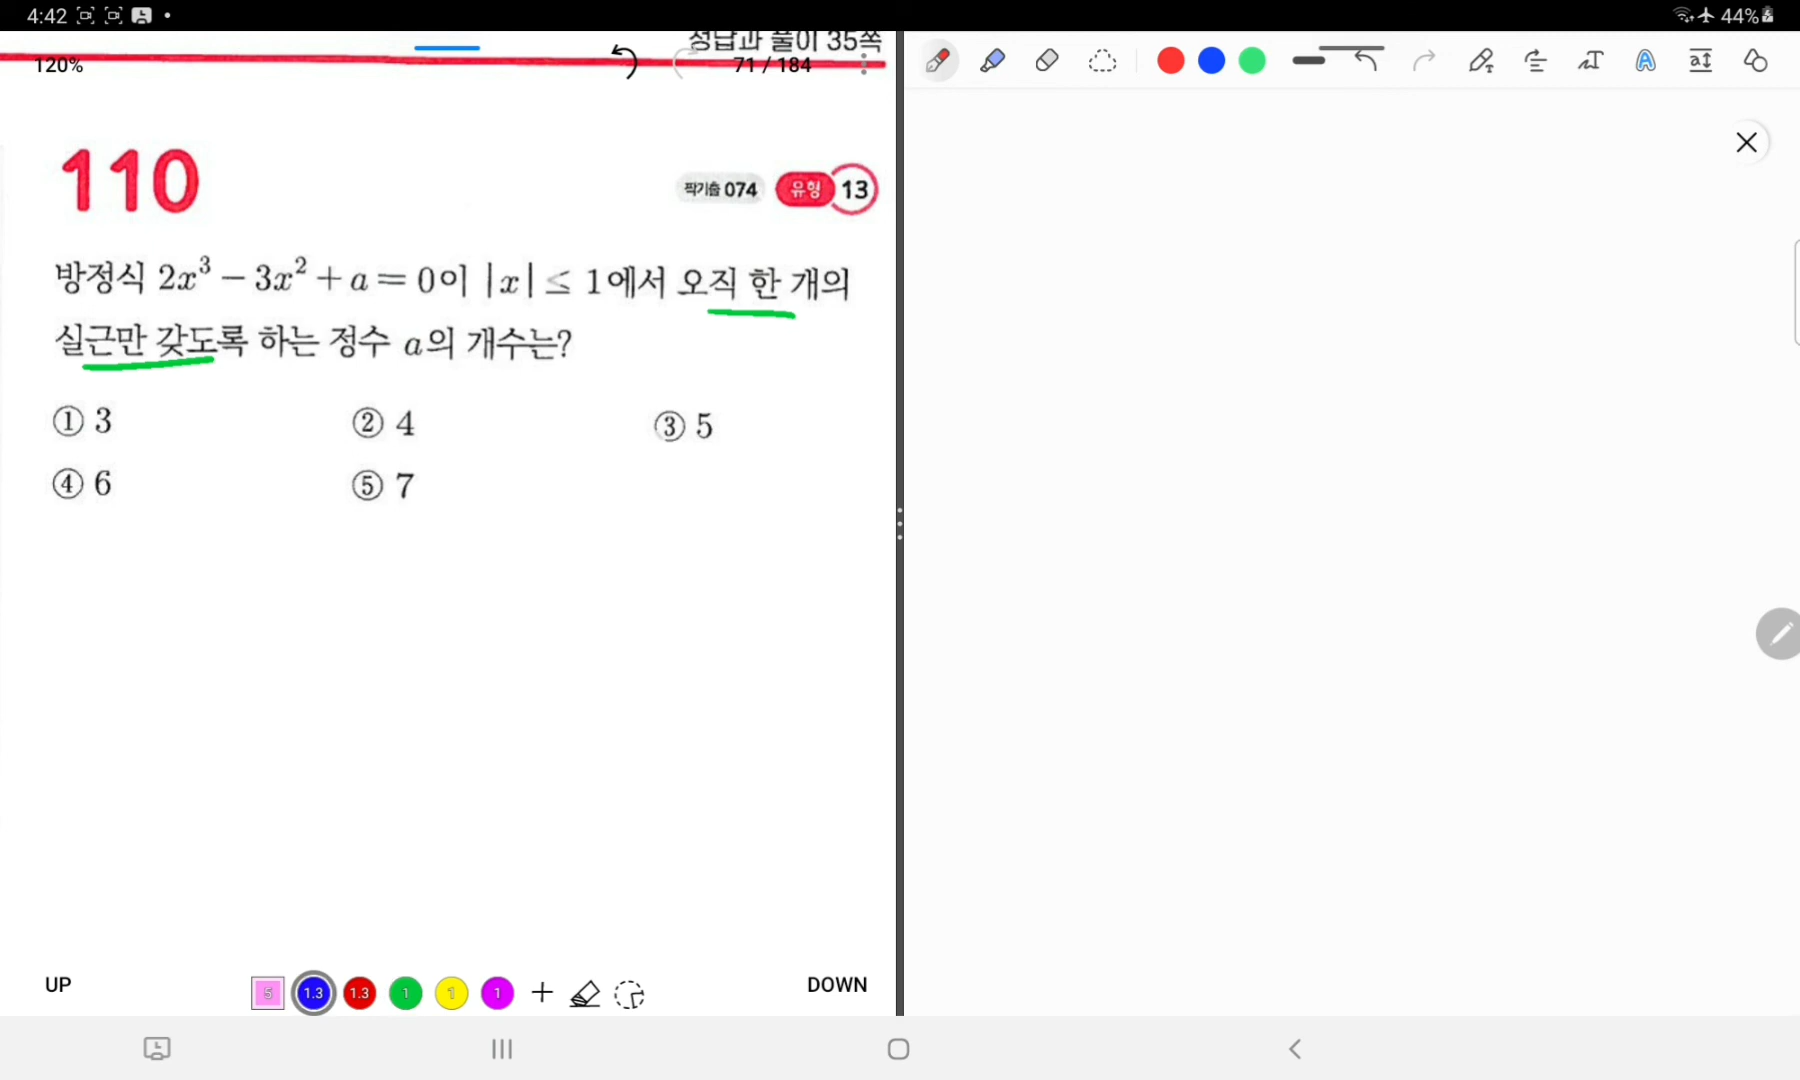 4:42
44%
정답과 풀이 35쪽
120%
71 / 184
110
짝기출 074 유형 13
방정식 2x³ − 3x² + a = 0이 |x| ≤ 1에서 오직 한 개의
실근만 갖도록 하는 정수 a의 개수는?
① 3 ② 4 ③ 5
④ 6 ⑤ 7
UP
5 1.3 1.3 1 1 1
DOWN